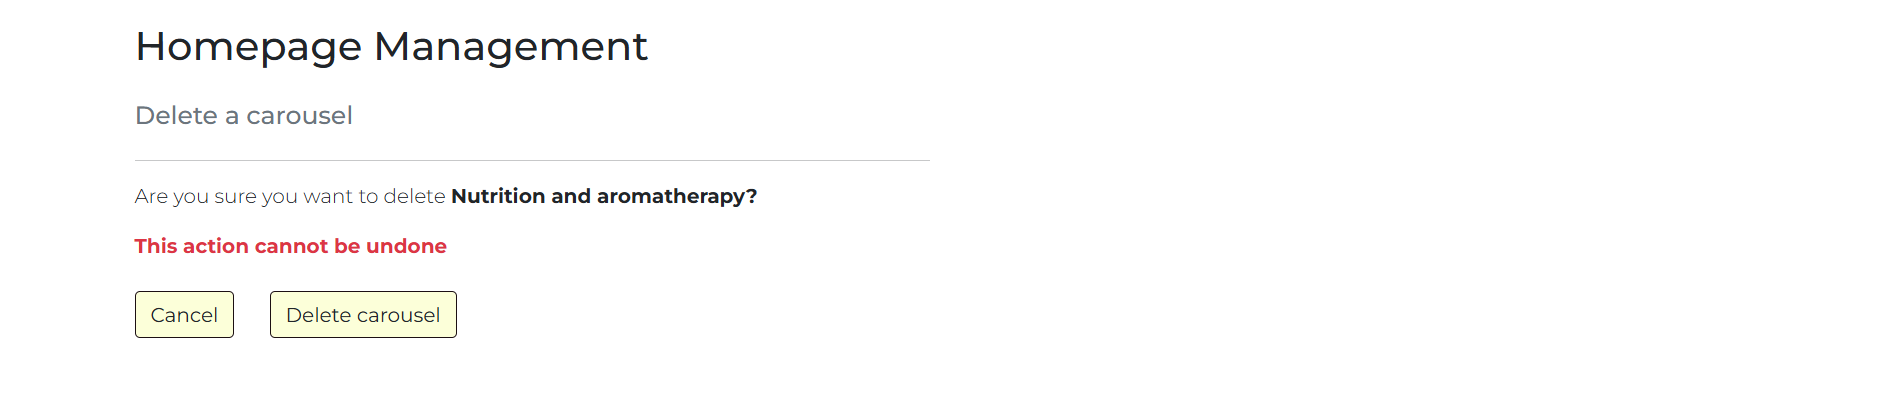 Homepage Management
Delete a carousel
Are you sure you want to delete Nutrition and aromatherapy?
This action cannot be undone
Cancel Delete carousel